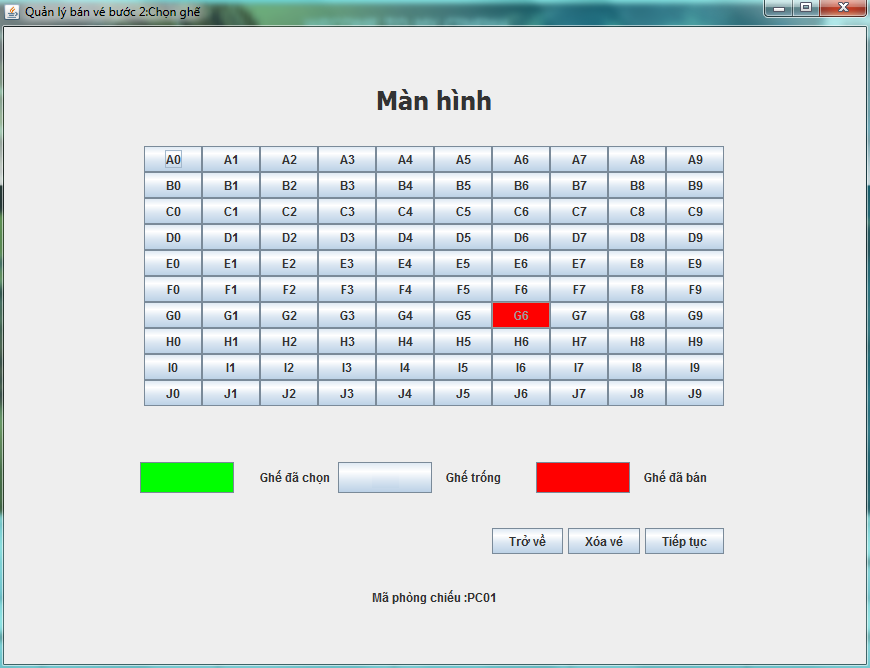 Quản lý bán vé bước 2:Chọn ghế
Màn hình
A0 A1 A2 A3 A4 A5 A6 A7 A8 A9
B0 B1 B2 B3 B4 B5 B6 B7 B8 B9
C0 C1 C2 C3 C4 C5 C6 C7 C8 C9
D0 D1 D2 D3 D4 D5 D6 D7 D8 D9
E0 E1 E2 E3 E4 E5 E6 E7 E8 E9
F0 F1 F2 F3 F4 F5 F6 F7 F8 F9
G0 G1 G2 G3 G4 G5 G6 G7 G8 G9
H0 H1 H2 H3 H4 H5 H6 H7 H8 H9
I0 I1 I2 I3 I4 I5 I6 I7 I8 I9
J0 J1 J2 J3 J4 J5 J6 J7 J8 J9
Ghế đã chọn Ghế trống Ghế đã bán
Trở về Xóa vé Tiếp tục
Mã phòng chiếu :PC01